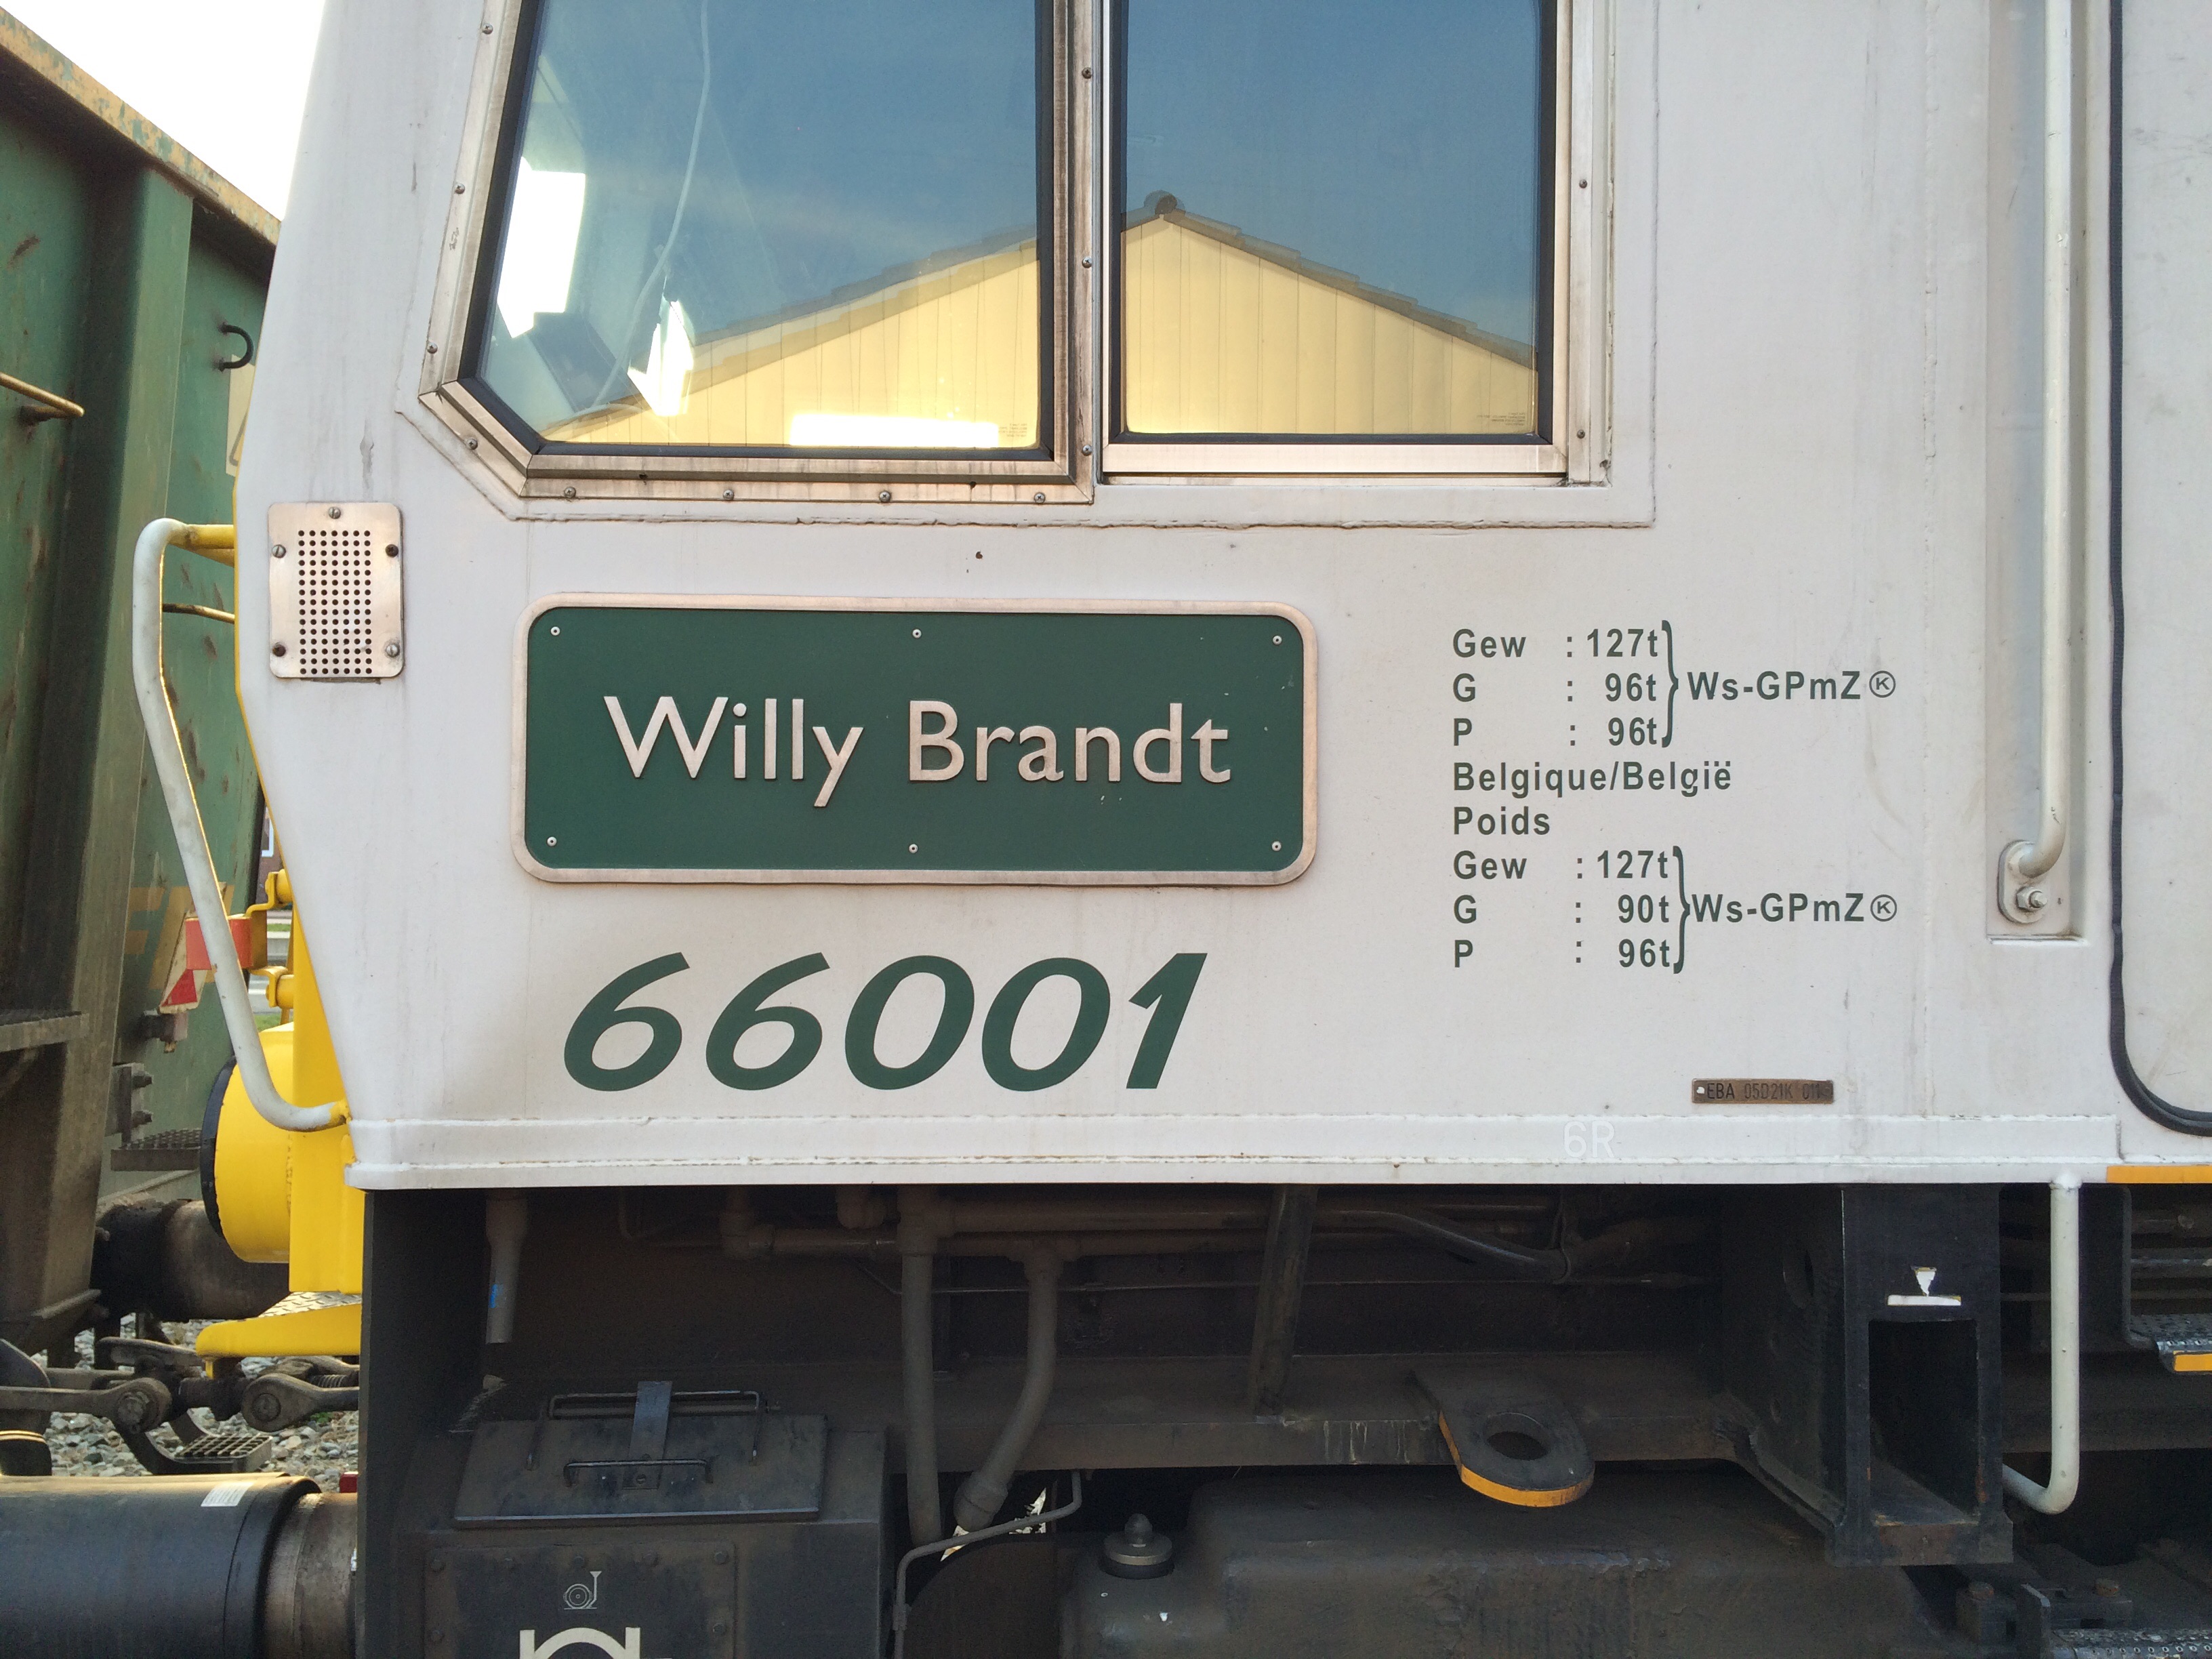 Willy Brandt
66001
Gew : 127t
G : 96t
P : 96t
Ws-GPmZ Ⓚ
Belgique/België
Poids
Gew : 127t
G : 90t
P : 96t
Ws-GPmZ Ⓚ
EBA 05D21K
6R